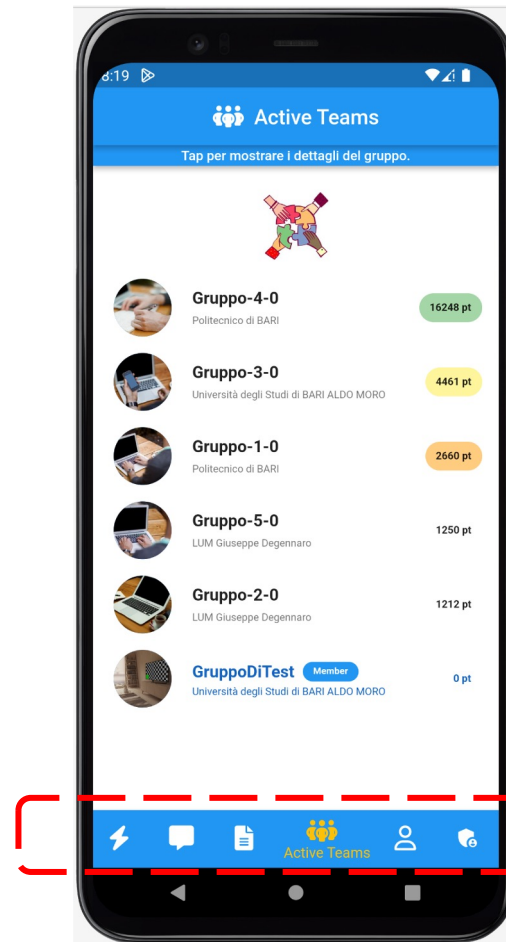 8:19
Active Teams
Tap per mostrare i dettagli del gruppo.
Gruppo-4-0
Politecnico di BARI
16248 pt
Gruppo-3-0
Università degli Studi di BARI ALDO MORO
4461 pt
Gruppo-1-0
Politecnico di BARI
2660 pt
Gruppo-5-0
LUM Giuseppe Degennaro
1250 pt
Gruppo-2-0
LUM Giuseppe Degennaro
1212 pt
GruppoDiTest Member
Università degli Studi di BARI ALDO MORO
0 pt
Active Teams